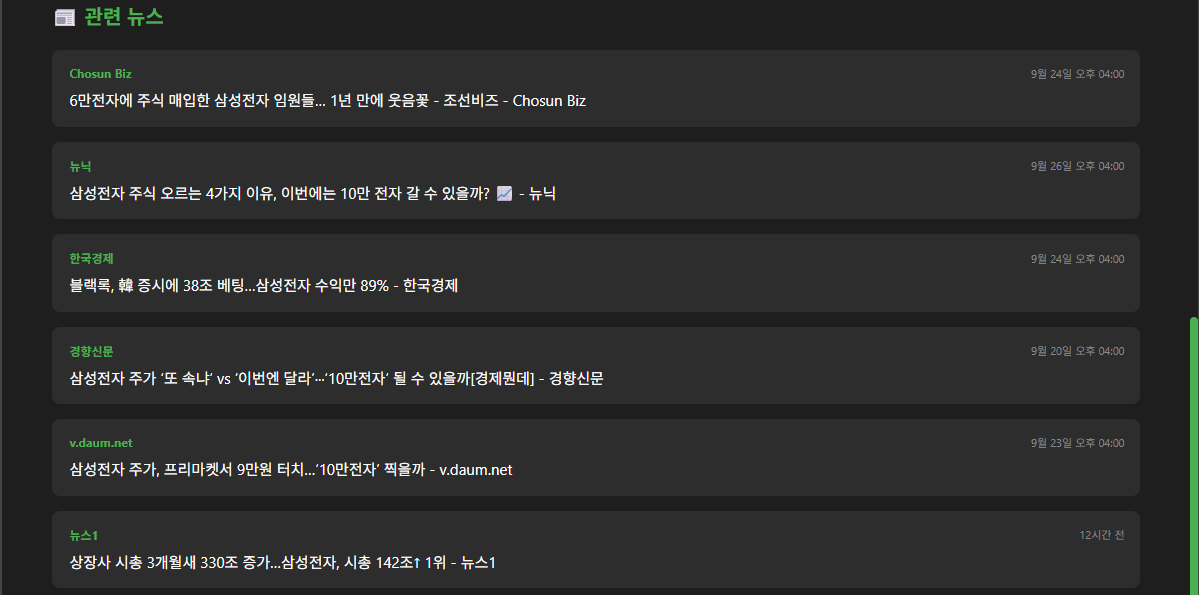 📰 관련 뉴스
Chosun Biz
9월 24일 오후 04:00
6만전자에 주식 매입한 삼성전자 임원들... 1년 만에 웃음꽃 - 조선비즈 - Chosun Biz
뉴닉
9월 26일 오후 04:00
삼성전자 주식 오르는 4가지 이유, 이번에는 10만 전자 갈 수 있을까? 📈 - 뉴닉
한국경제
9월 24일 오후 04:00
블랙록, 韓 증시에 38조 베팅…삼성전자 수익만 89% - 한국경제
경향신문
9월 20일 오후 04:00
삼성전자 주가 ‘또 속냐’ vs ‘이번엔 달라’···‘10만전자’ 될 수 있을까[경제뭔데] - 경향신문
v.daum.net
9월 23일 오후 04:00
삼성전자 주가, 프리마켓서 9만원 터치…‘10만전자’ 찍을까 - v.daum.net
뉴스1
12시간 전
상장사 시총 3개월새 330조 증가…삼성전자, 시총 142조↑ 1위 - 뉴스1